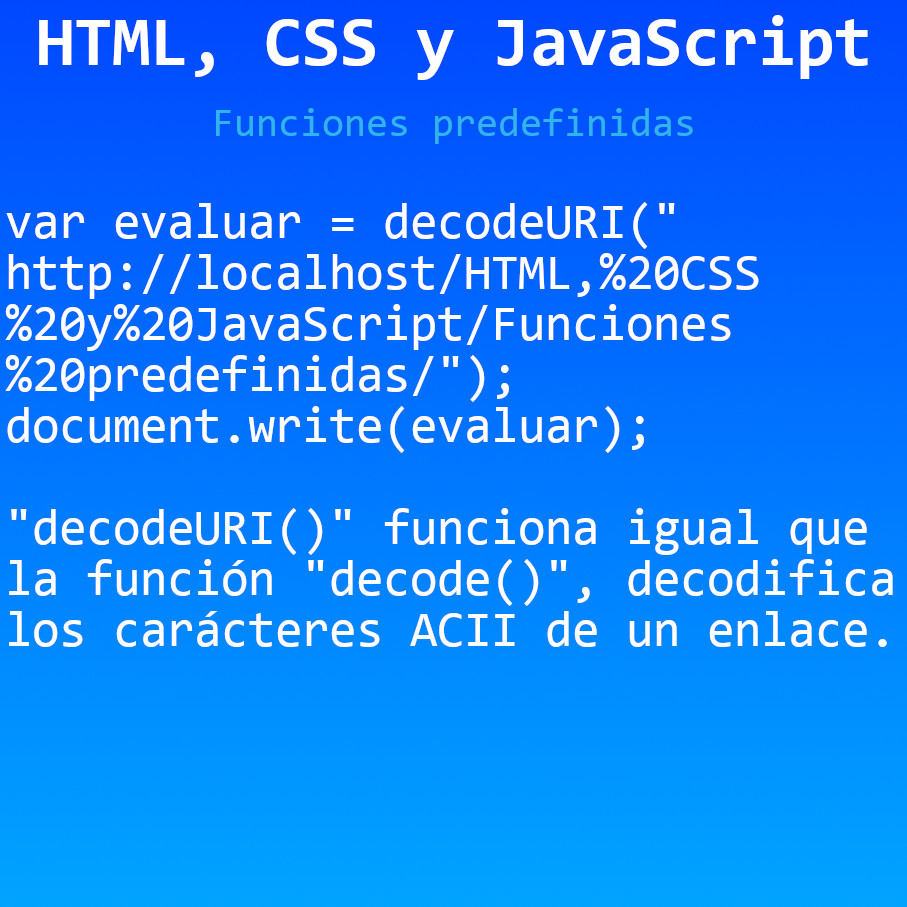 HTML, CSS y JavaScript
Funciones predefinidas
var evaluar = decodeURI("
http://localhost/HTML,%20CSS
%20y%20JavaScript/Funciones
%20predefinidas/");
document.write(evaluar);
"decodeURI()" funciona igual que
la función "decode()", decodifica
los carácteres ACII de un enlace.